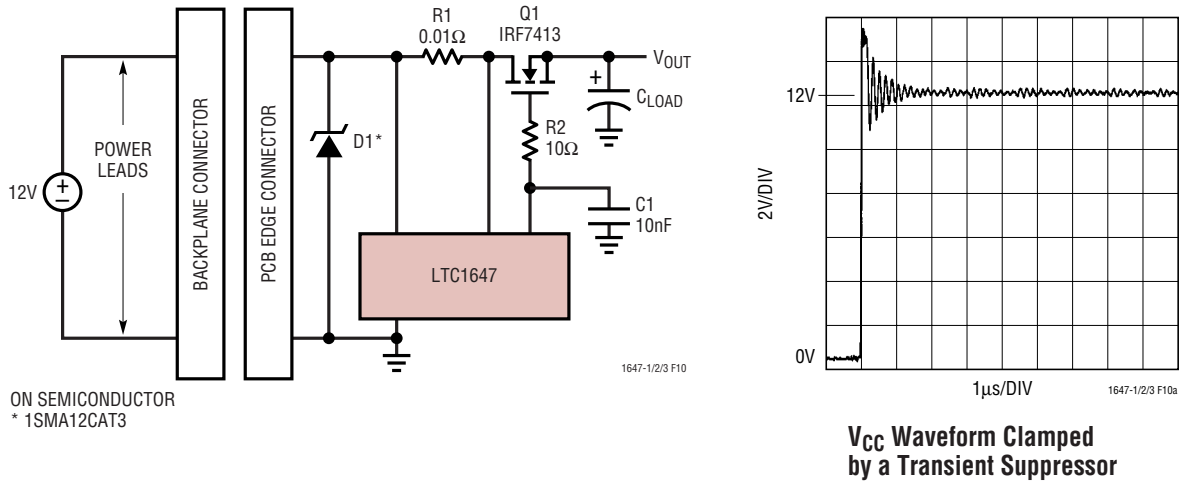 12V
+
−
POWER
LEADS
BACKPLANE CONNECTOR
PCB EDGE CONNECTOR
D1*
R1
0.01Ω
Q1
IRF7413
VOUT
+
CLOAD
R2
10Ω
C1
10nF
LTC1647
1647-1/2/3 F10
ON SEMICONDUCTOR
* 1SMA12CAT3
12V
2V/DIV
0V
1µs/DIV
1647-1/2/3 F10a
VCC Waveform Clamped
by a Transient Suppressor